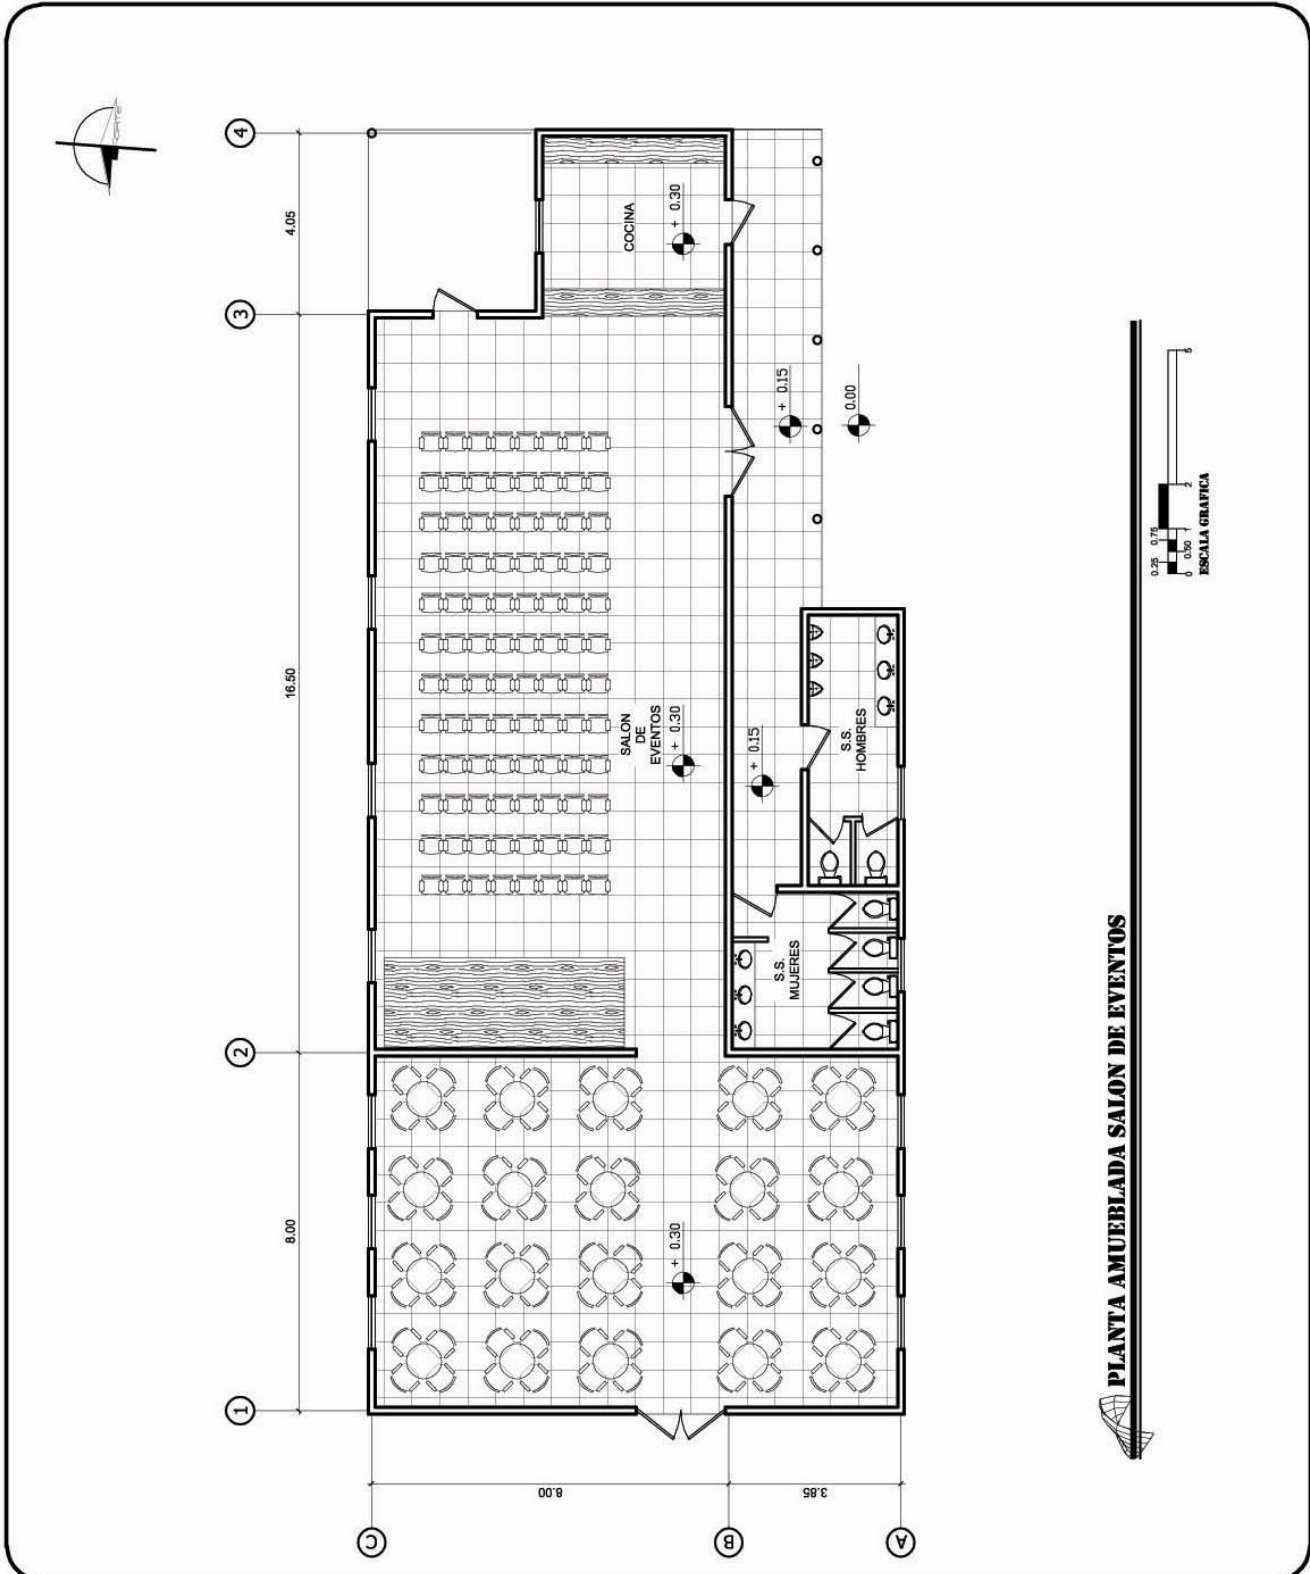 NORTE
4
3
2
1
4.05
16.50
8.00
C
B
A
8.00
3.85
COCINA
+ 0.30
+ 0.15
0.00
SALON
DE
EVENTOS
+ 0.30
+ 0.15
S.S.
HOMBRES
S.S.
MUJERES
+ 0.30
PLANTA AMUEBLADA SALON DE EVENTOS
0.25 0.75
0 0.50 1 2 5
ESCALA GRAFICA